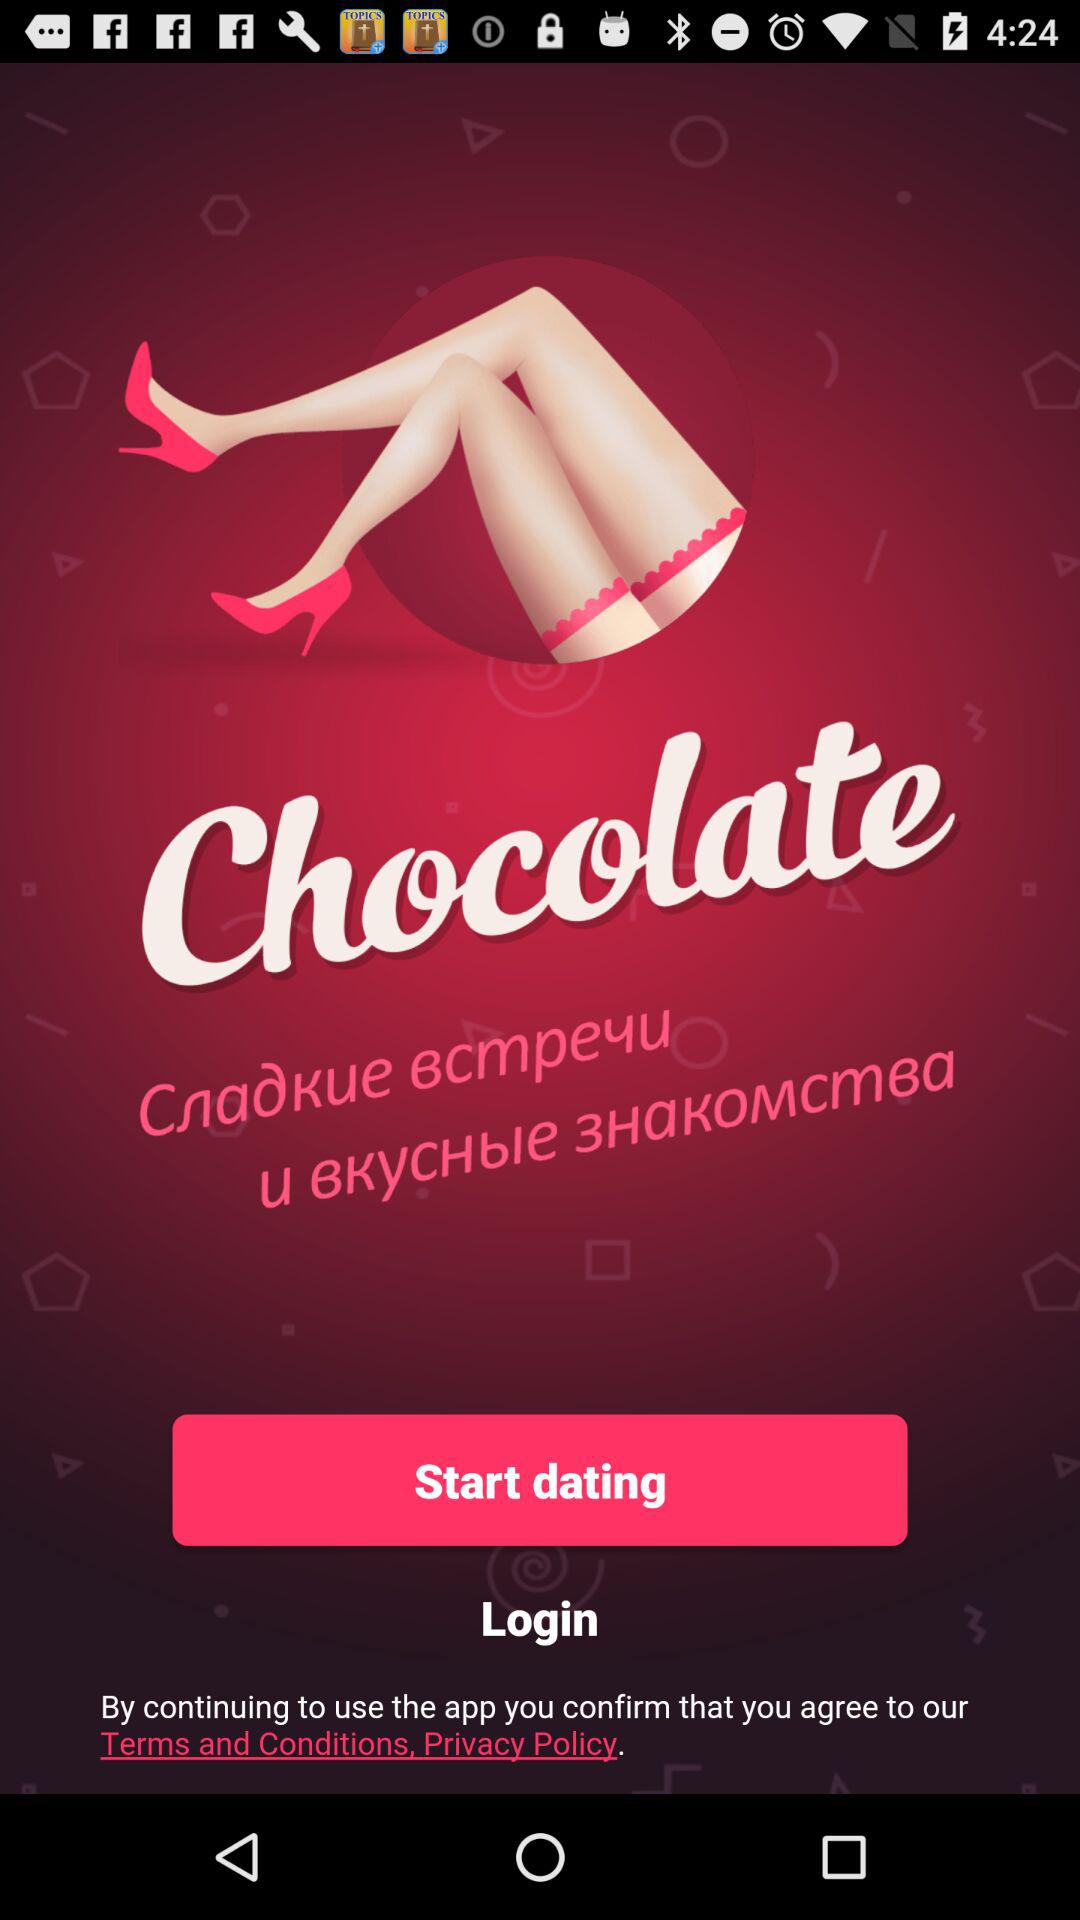 4:24
TOPICS TOPICS
Chocolate
Сладкие встречи
и вкусные знакомства
Start dating
Login
By continuing to use the app you confirm that you agree to our
Terms and Conditions, Privacy Policy.